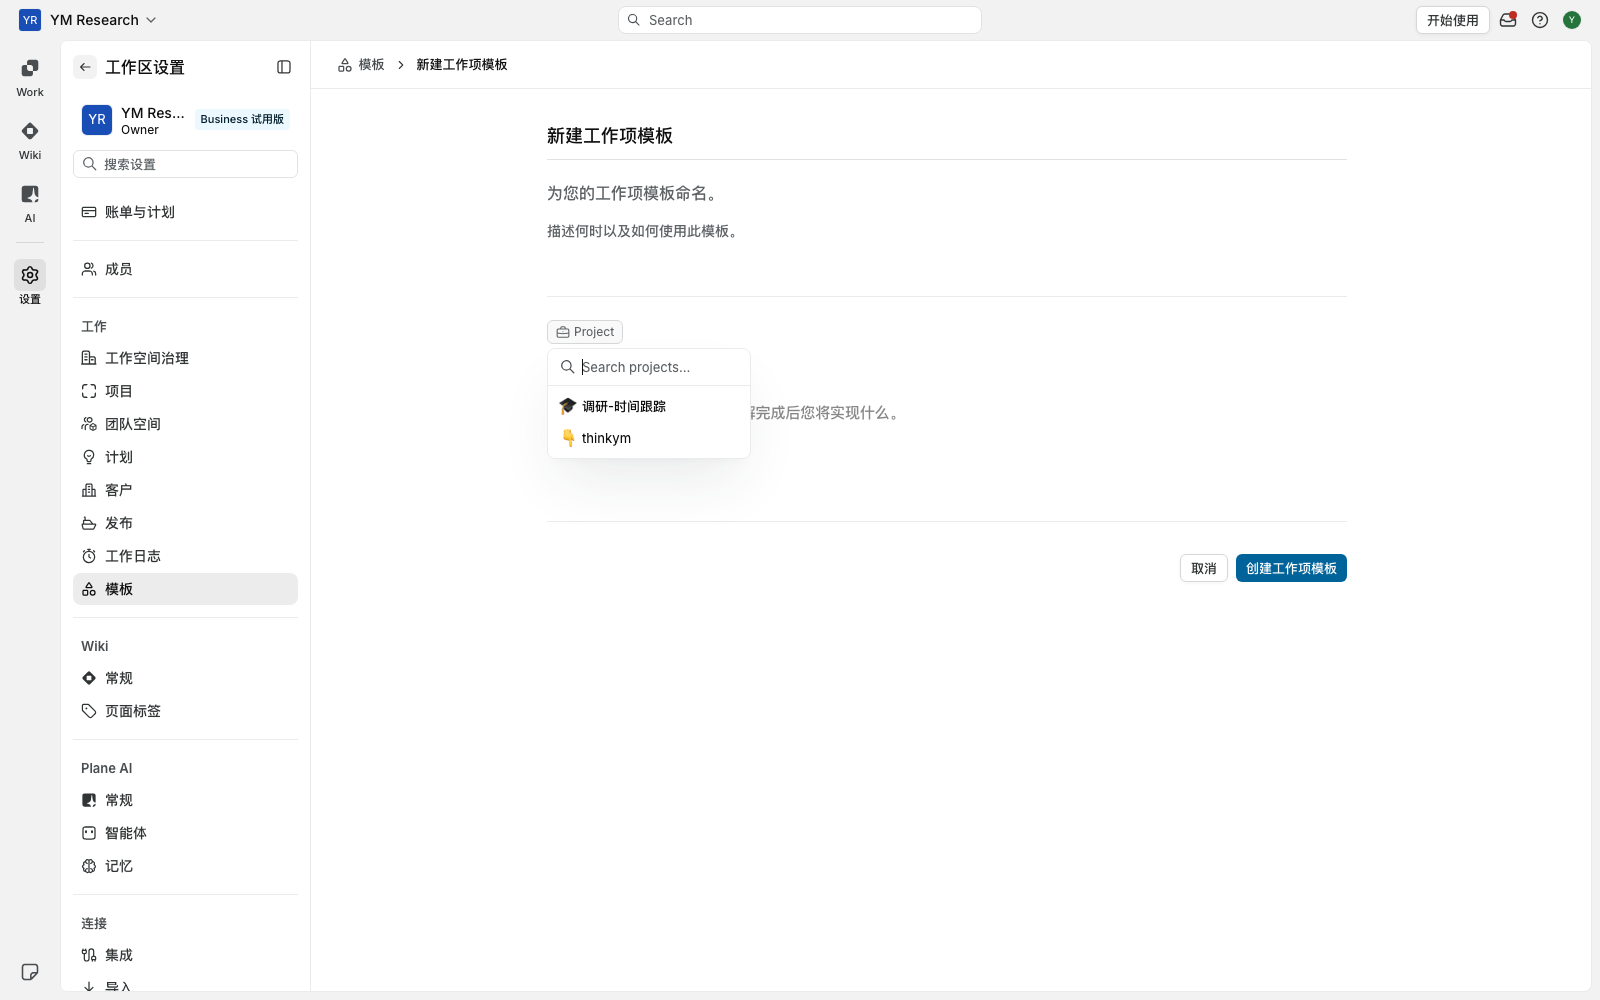 YR
YM Research
Search
开始使用
Y
Work
Wiki
AI
设置
工作区设置
YR
YM Res...
Owner
Business 试用版
搜索设置
账单与计划
成员
工作
工作空间治理
项目
团队空间
计划
客户
发布
工作日志
模板
Wiki
常规
页面标签
Plane AI
常规
智能体
记忆
连接
集成
导入
模板
新建工作项模板
新建工作项模板
为您的工作项模板命名。
描述何时以及如何使用此模板。
Project
Search projects...
调研-时间跟踪
thinkym
完成后您将实现什么。
取消
创建工作项模板